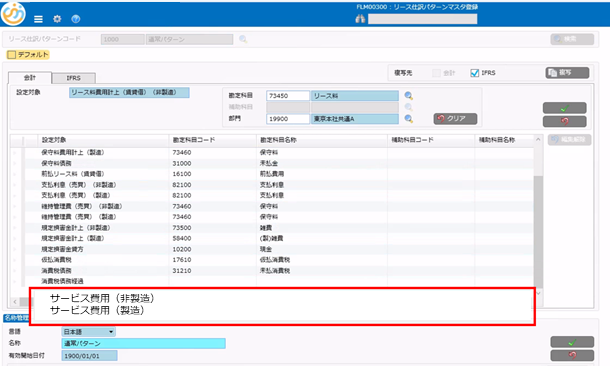 FLM00300 : リース仕訳パターンマスタ登録
リース仕訳パターンコード 1000 通常パターン
デフォルト
会計 IFRS 複写先 会計 IFRS 複写
設定対象 リース料費用計上（賃貸借）（非製造） 勘定科目 73450 リース料
補助科目
部門 19900 東京本社共通A クリア
設定対象 勘定科目コード 勘定科目名称 補助科目コード 補助科目名称
保守料費用計上（製造） 73460 保守料
保守料債務 31000 未払金
前払リース料（賃貸借） 16100 前払費用
支払利息（売買）（非製造） 82100 支払利息
支払利息（売買）（製造） 82100 支払利息
維持管理費（売買）（非製造） 73460 保守料
維持管理費（売買）（製造） 73460 保守料
規定損害金計上（非製造） 73500 雑費
規定損害金計上（製造） 58400 (製)雑費
規定損害金貸方 10200 現金
仮払消費税 17610 仮払消費税
消費税債務 31210 未払消費税
消費税債務経過
サービス費用（非製造）
サービス費用（製造）
名称管理
言語 日本語
名称 通常パターン
有効開始日付 1900/01/01